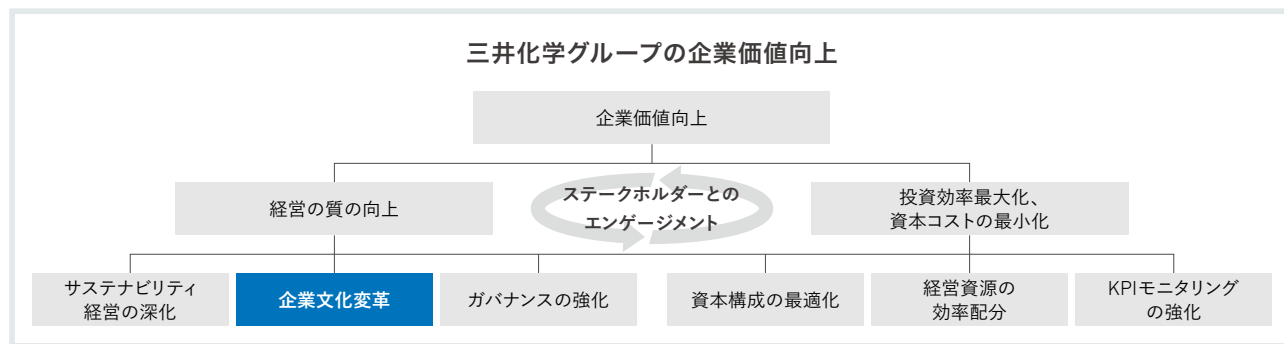 三井化学グループの企業価値向上
企業価値向上
経営の質の向上
ステークホルダーとの
エンゲージメント
投資効率最大化、
資本コストの最小化
サステナビリティ
経営の深化
企業文化変革
ガバナンスの強化
資本構成の最適化
経営資源の
効率配分
KPIモニタリング
の強化